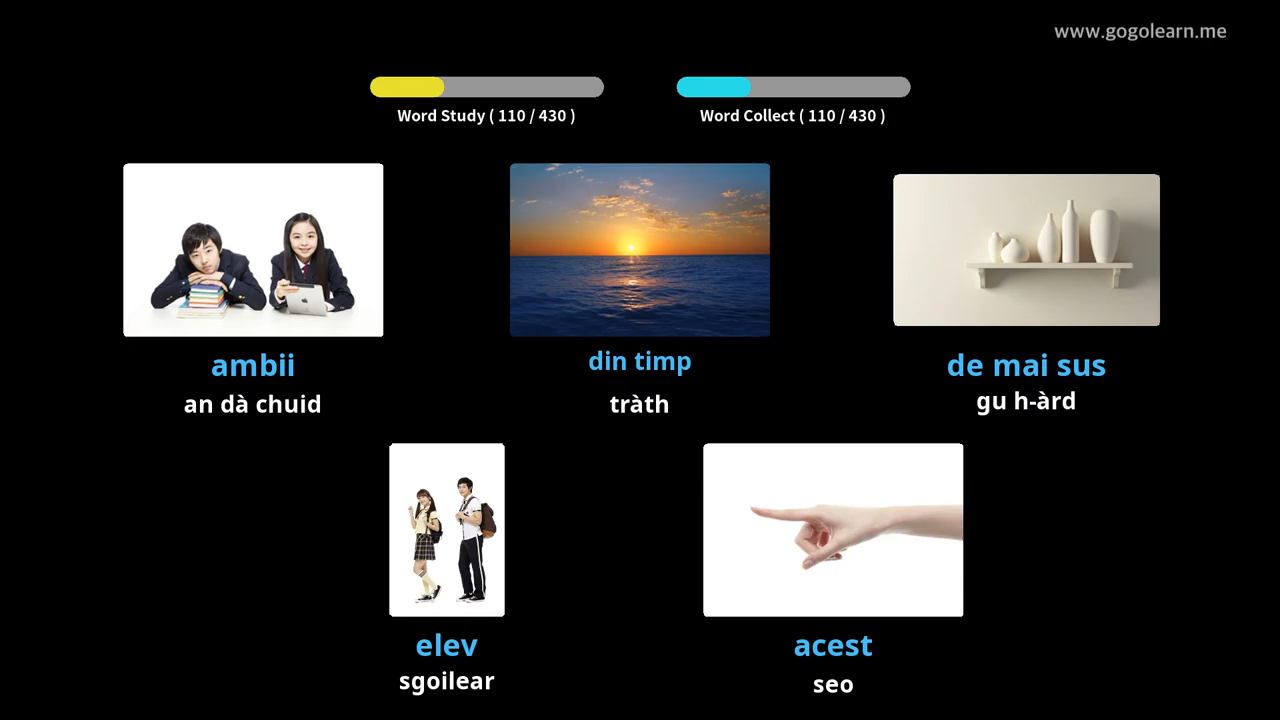 www.gogolearn.me
Word Study ( 110 / 430 )
Word Collect ( 110 / 430 )
ambii
an dà chuid
din timp
tràth
de mai sus
gu h-àrd
elev
sgoilear
acest
seo